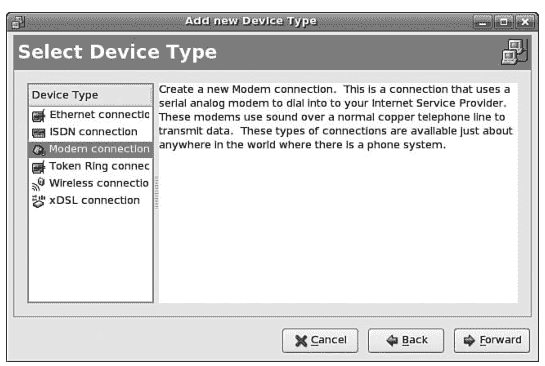 Add new Device Type
Select Device Type
Device Type
Ethernet connectic
ISDN connection
Modem connection
Token Ring connec
Wireless connectio
xDSL connection
Create a new Modem connection.  This is a connection that uses a
serial analog modem to dial into to your Internet Service Provider.
These modems use sound over a normal copper telephone line to
transmit data.  These types of connections are available just about
anywhere in the world where there is a phone system.
Cancel
Back
Forward